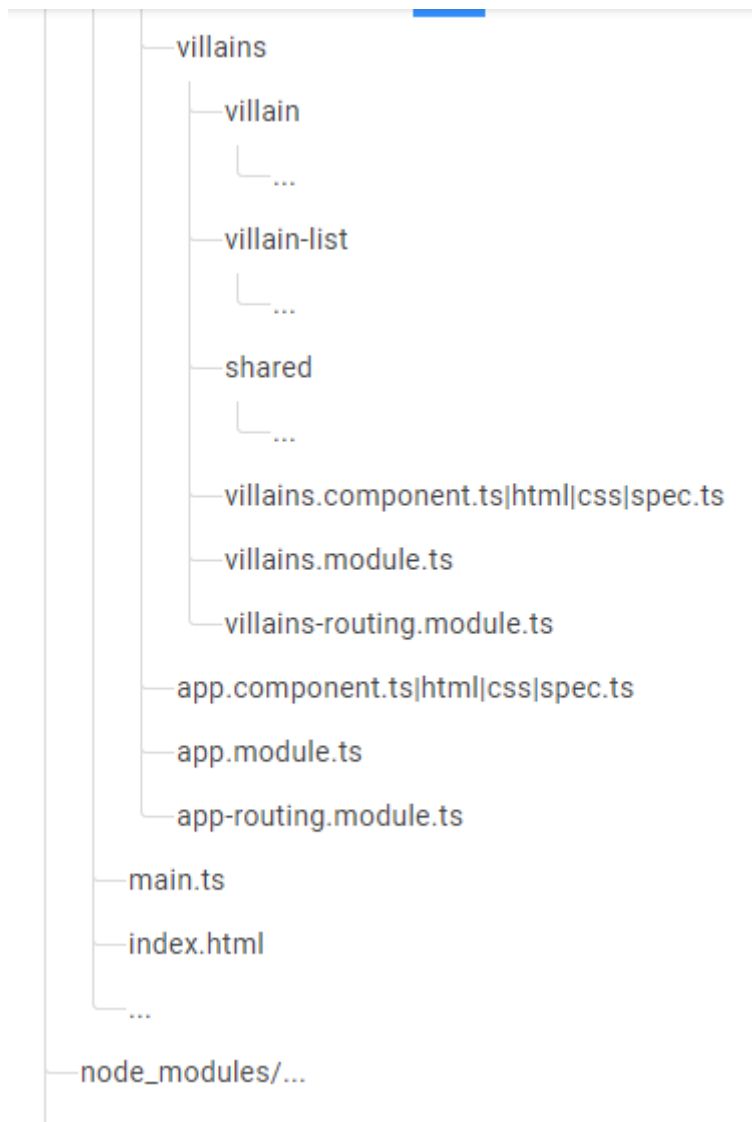 villains
villain
...
villain-list
...
shared
...
villains.component.ts|html|css|spec.ts
villains.module.ts
villains-routing.module.ts
app.component.ts|html|css|spec.ts
app.module.ts
app-routing.module.ts
main.ts
index.html
...
node_modules/...